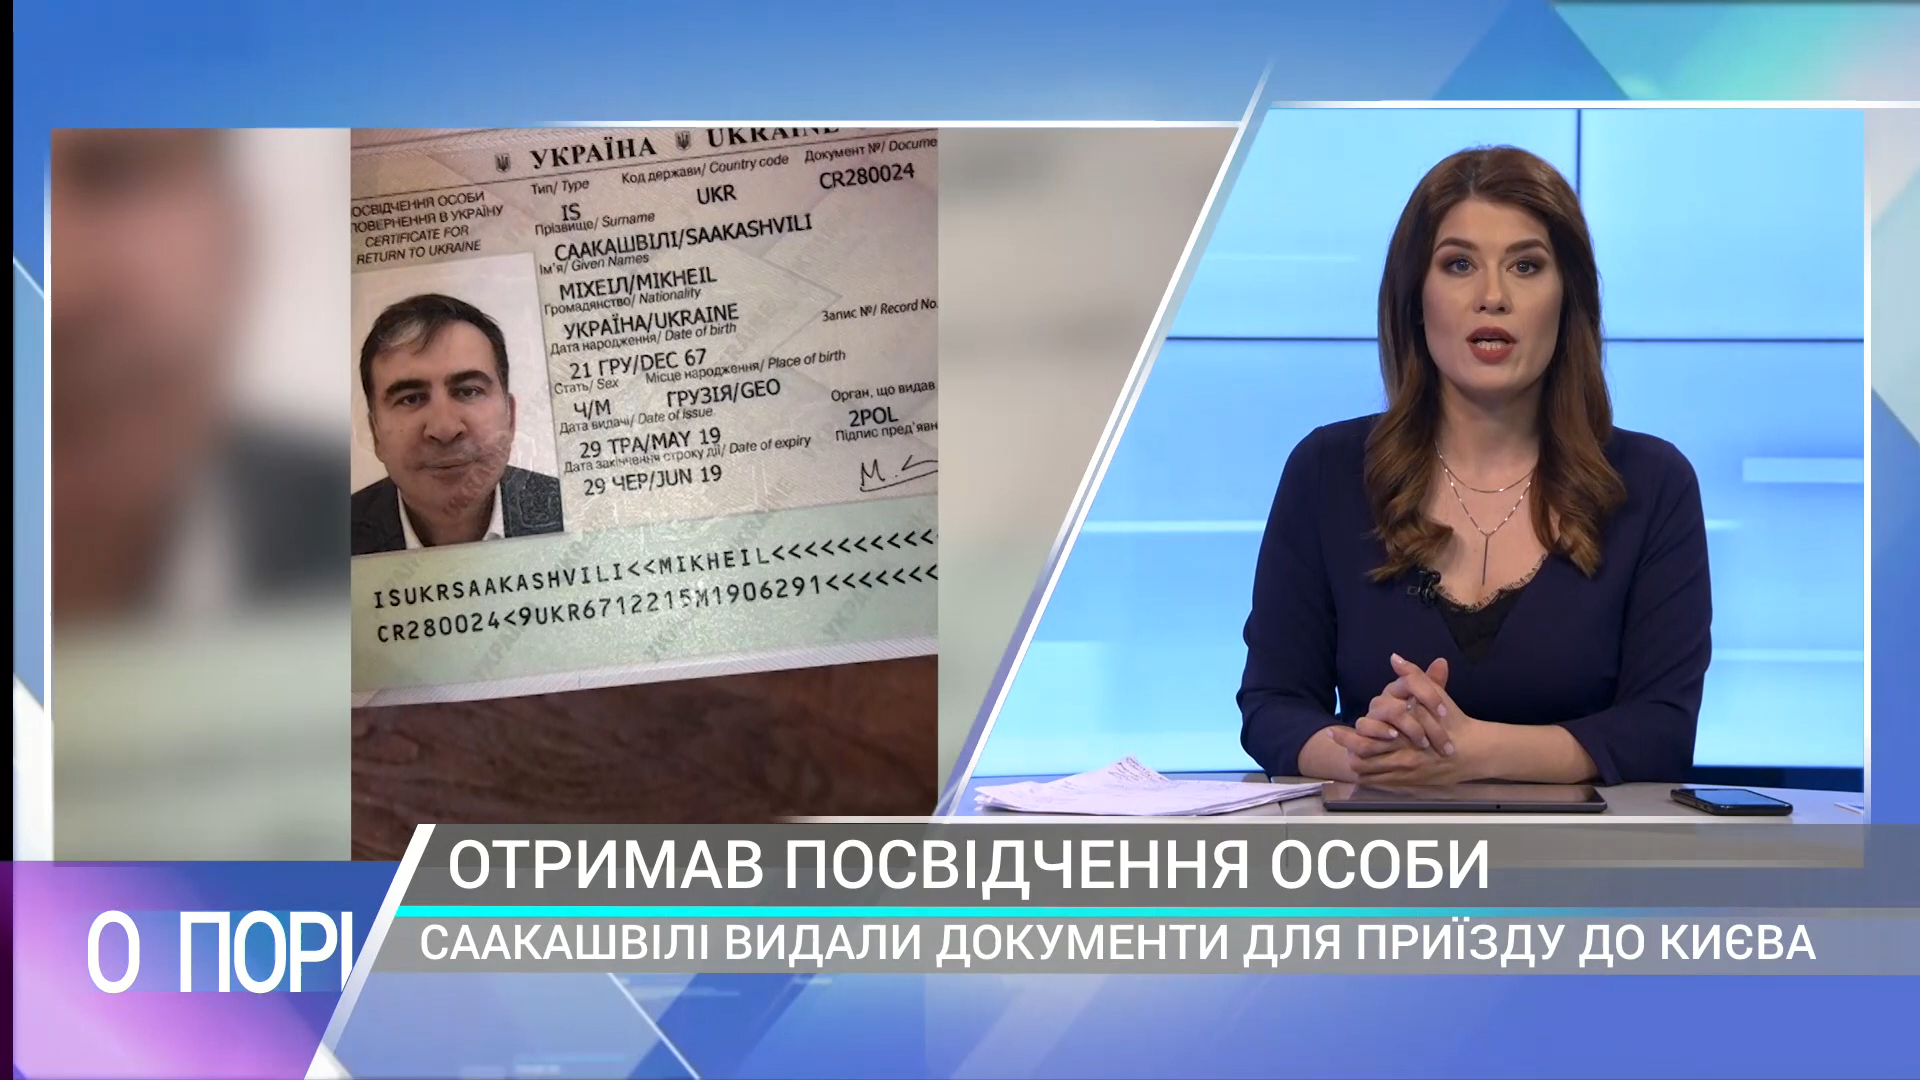 УКРАЇНА UKRAINE
ПОСВІДЧЕННЯ ОСОБИ
ПОВЕРНЕННЯ В УКРАЇНУ
CERTIFICATE FOR
RETURN TO UKRAINE
Тип/ Type Код держави/ Country code Документ №/
IS UKR CR280024
Прізвище/ Surname
СААКАШВІЛІ/SAAKASHVILI
Ім'я/ Given Names
МІХЕІЛ/MIKHEIL
Громадянство/ Nationality
УКРАЇНА/UKRAINE
Дата народження/ Date of birth Запис №/ Record No.
21 ГРУ/DEC 67
Стать/ Sex Місце народження/ Place of birth
Ч/M ГРУЗІЯ/GEO Орган, що видав
Дата видачі/ Date of issue 2POL
29 ТРА/MAY 19 Підпис
Дата закінчення строку дії/ Date of expiry
29 ЧЕР/JUN 19
ISUKRSAAKASHVILI<<MIKHEIL<<<<<<<<<<
CR280024<9UKR6712215M1906291<<<<<<<
ОТРИМАВ ПОСВІДЧЕННЯ ОСОБИ
О ПОРІ
СААКАШВІЛІ ВИДАЛИ ДОКУМЕНТИ ДЛЯ ПРИЇЗДУ ДО КИЄВА